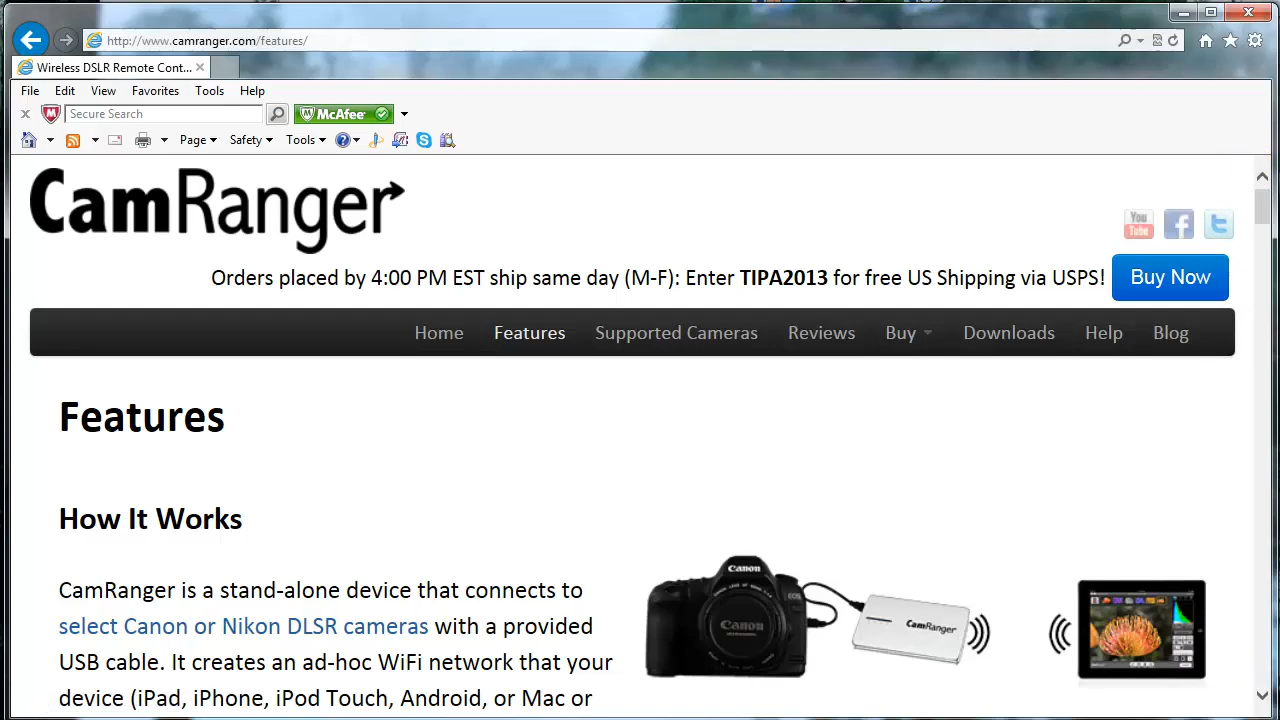 http://www.camranger.com/features/
Wireless DSLR Remote Cont...
File Edit View Favorites Tools Help
Secure Search McAfee
Page Safety Tools
CamRanger
You Tube
Orders placed by 4:00 PM EST ship same day (M-F): Enter TIPA2013 for free US Shipping via USPS! Buy Now
Home Features Supported Cameras Reviews Buy Downloads Help Blog
Features
How It Works
CamRanger is a stand-alone device that connects to
select Canon or Nikon DLSR cameras with a provided
USB cable. It creates an ad-hoc WiFi network that your
device (iPad, iPhone, iPod Touch, Android, or Mac or
Canon
EOS
Canon
CamRanger